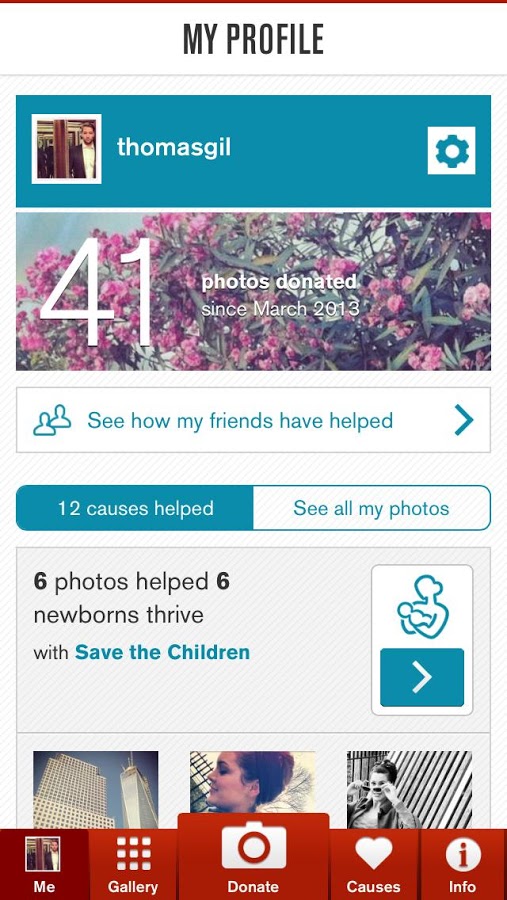 MY PROFILE
thomasgil
41
photos donated
since March 2013
See how my friends have helped
12 causes helped
See all my photos
6 photos helped 6
newborns thrive
with Save the Children
Me
Gallery
Donate
Causes
Info